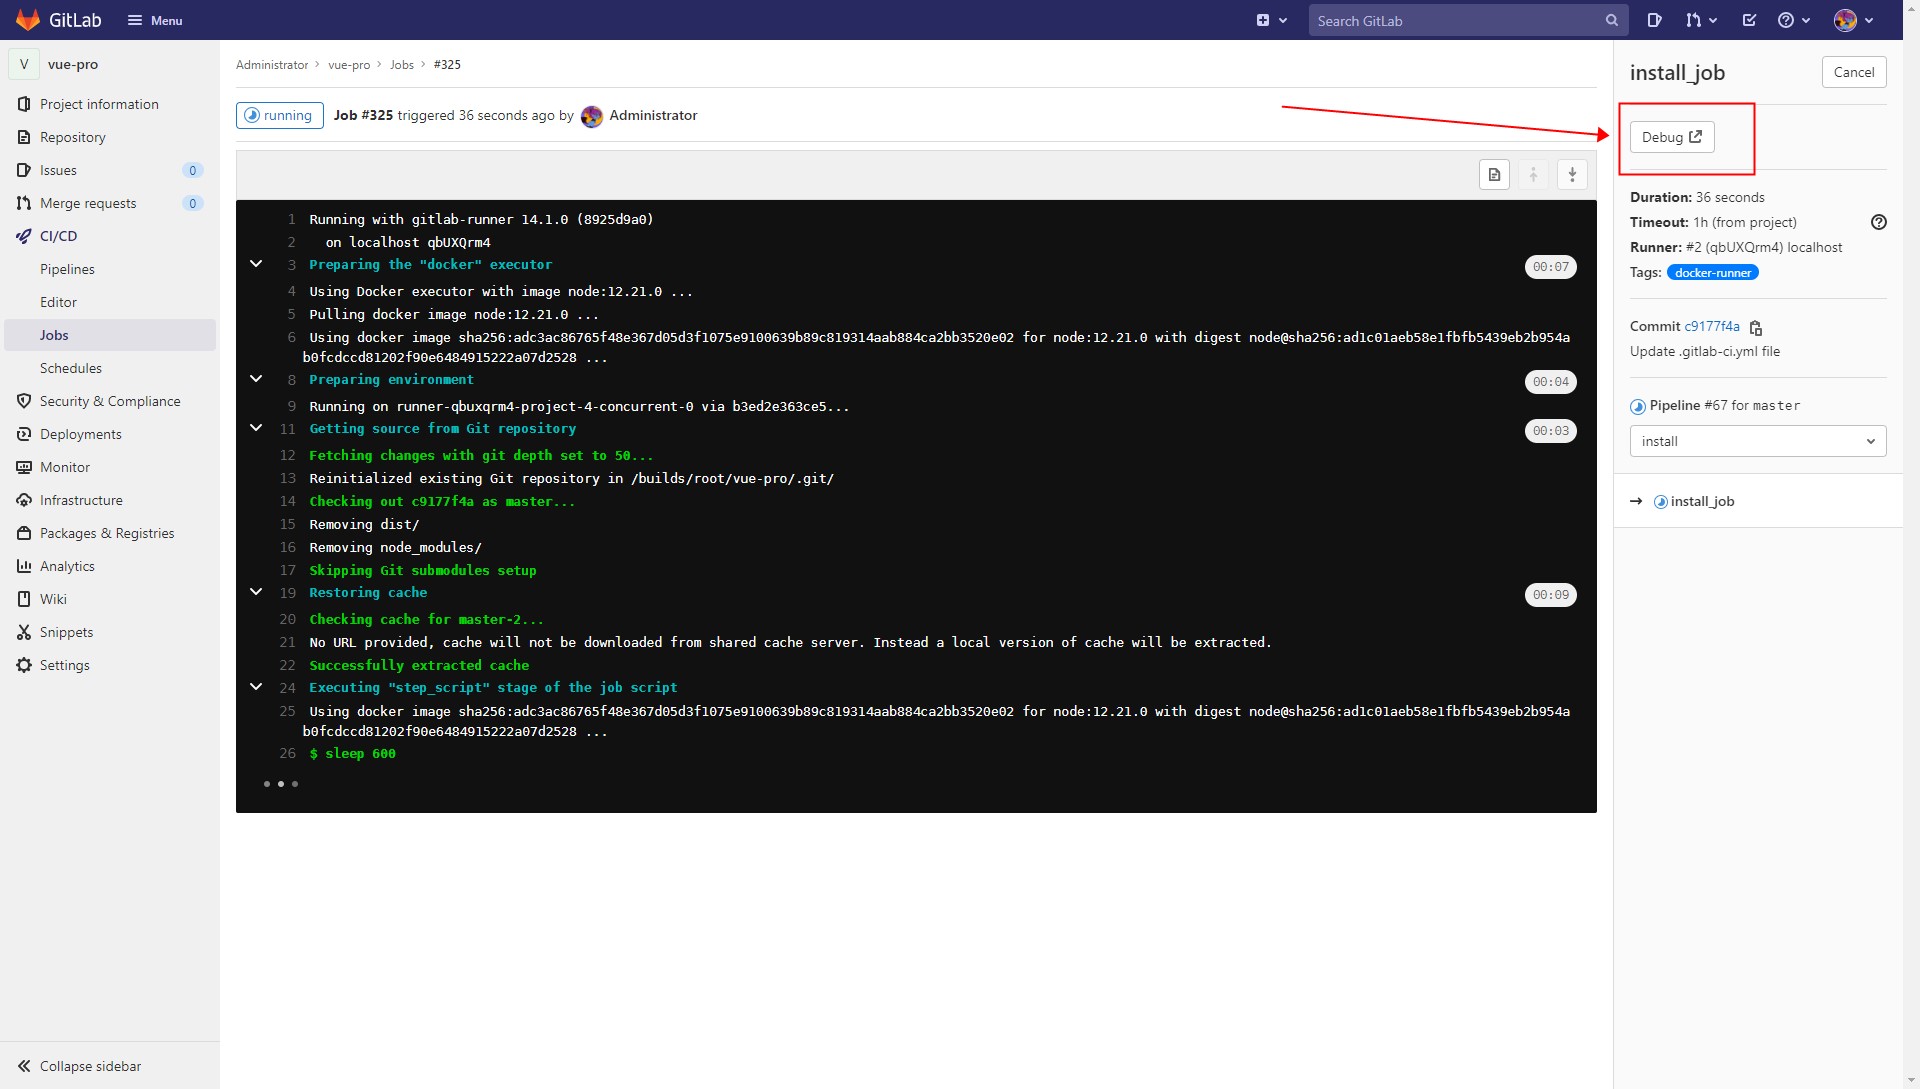 GitLab
Menu
Search GitLab
V
vue-pro
Project information
Repository
Issues
0
Merge requests
0
CI/CD
Pipelines
Editor
Jobs
Schedules
Security & Compliance
Deployments
Monitor
Infrastructure
Packages & Registries
Analytics
Wiki
Snippets
Settings
Collapse sidebar
Administrator > vue-pro > Jobs > #325
running
Job #325 triggered 36 seconds ago by Administrator
1 Running with gitlab-runner 14.1.0 (8925d9a0)
2 on localhost qbUXQrm4
3 Preparing the "docker" executor 00:07
4 Using Docker executor with image node:12.21.0 ...
5 Pulling docker image node:12.21.0 ...
6 Using docker image sha256:adc3ac86765f48e367d05d3f1075e9100639b89c819314aab884ca2bb3520e02 for node:12.21.0 with digest node@sha256:ad1c01aeb58e1fbfb5439eb2b954a
b0fcdccd81202f90e6484915222a07d2528 ...
8 Preparing environment 00:04
9 Running on runner-qbuxqrm4-project-4-concurrent-0 via b3ed2e363ce5...
11 Getting source from Git repository 00:03
12 Fetching changes with git depth set to 50...
13 Reinitialized existing Git repository in /builds/root/vue-pro/.git/
14 Checking out c9177f4a as master...
15 Removing dist/
16 Removing node_modules/
17 Skipping Git submodules setup
19 Restoring cache 00:09
20 Checking cache for master-2...
21 No URL provided, cache will not be downloaded from shared cache server. Instead a local version of cache will be extracted.
22 Successfully extracted cache
24 Executing "step_script" stage of the job script
25 Using docker image sha256:adc3ac86765f48e367d05d3f1075e9100639b89c819314aab884ca2bb3520e02 for node:12.21.0 with digest node@sha256:ad1c01aeb58e1fbfb5439eb2b954a
b0fcdccd81202f90e6484915222a07d2528 ...
26 $ sleep 600
install_job
Cancel
Debug
Duration: 36 seconds
Timeout: 1h (from project)
Runner: #2 (qbUXQrm4) localhost
Tags: docker-runner
Commit c9177f4a
Update .gitlab-ci.yml file
Pipeline #67 for master
install
→ install_job